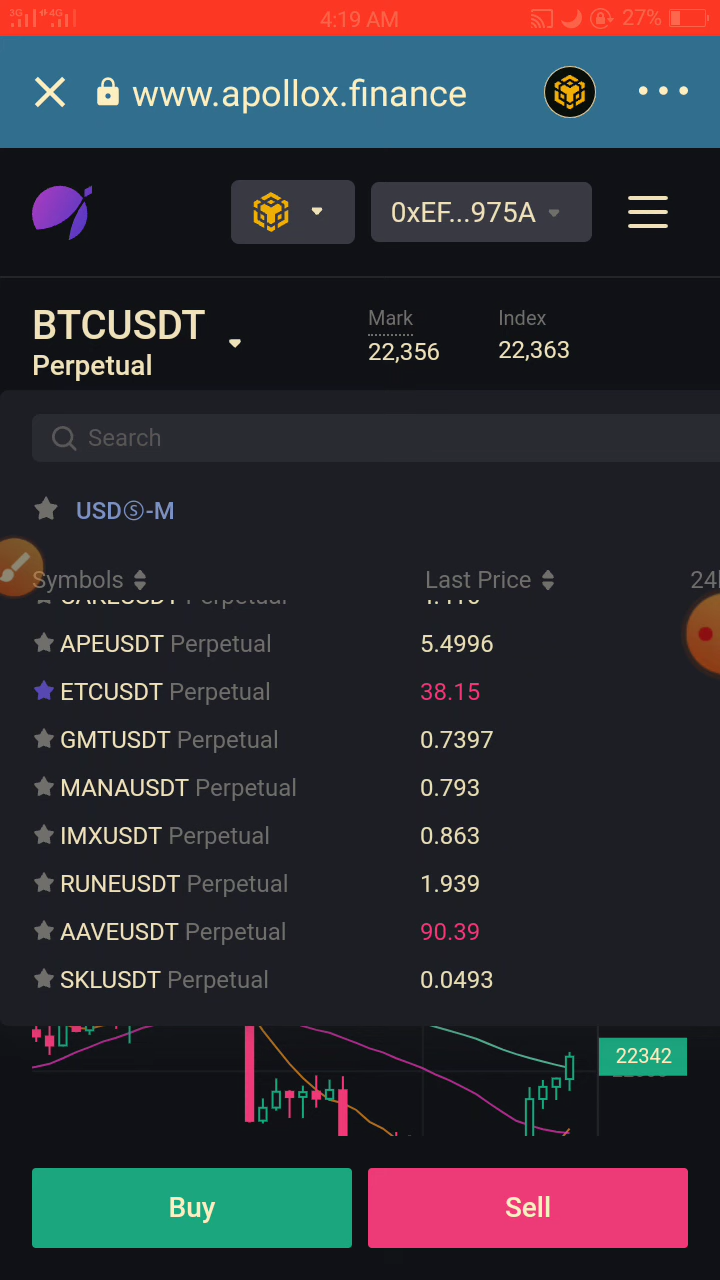 3G 4G 4:19 AM 27%
www.apollox.finance
0xEF...975A
BTCUSDT Mark Index
Perpetual 22,356 22,363
Search
USDⓈ-M
Symbols Last Price
APEUSDT Perpetual 5.4996
ETCUSDT Perpetual 38.15
GMTUSDT Perpetual 0.7397
MANAUSDT Perpetual 0.793
IMXUSDT Perpetual 0.863
RUNEUSDT Perpetual 1.939
AAVEUSDT Perpetual 90.39
SKLUSDT Perpetual 0.0493
22342
Buy Sell